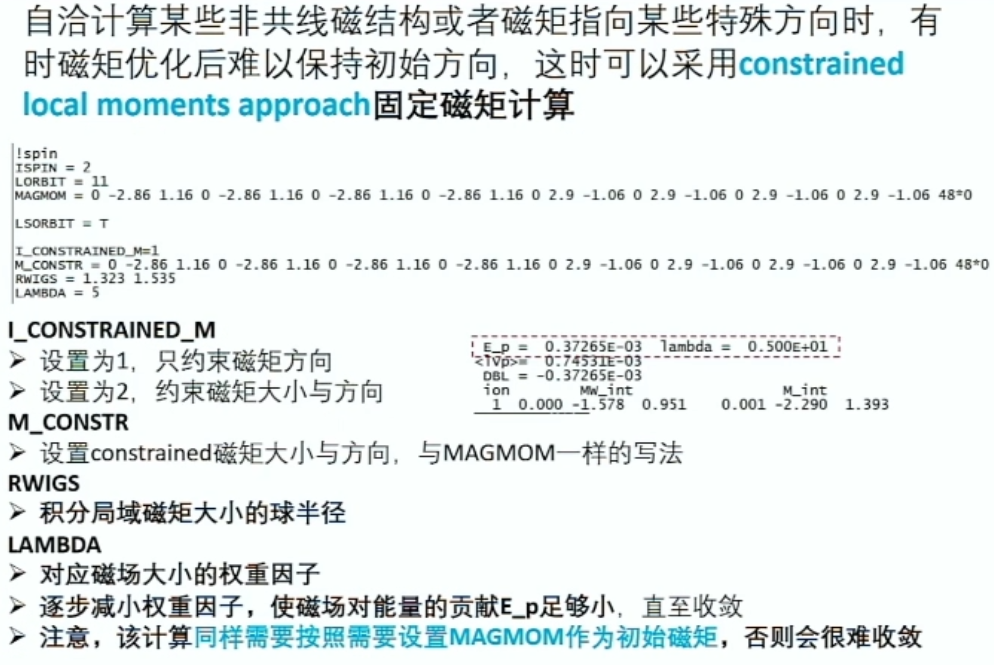 自洽计算某些非共线磁结构或者磁矩指向某些特殊方向时，有
时磁矩优化后难以保持初始方向，这时可以采用constrained
local moments approach固定磁矩计算
!spin
ISPIN = 2
LORBIT = 11
MAGMOM = 0 -2.86 1.16 0 -2.86 1.16 0 -2.86 1.16 0 -2.86 1.16 0 2.9 -1.06 0 2.9 -1.06 0 2.9 -1.06 0 2.9 -1.06 48*0
LSORBIT = T
I_CONSTRAINED_M=1
M_CONSTR = 0 -2.86 1.16 0 -2.86 1.16 0 -2.86 1.16 0 -2.86 1.16 0 2.9 -1.06 0 2.9 -1.06 0 2.9 -1.06 0 2.9 -1.06 48*0
RWIGS = 1.323 1.535
LAMBDA = 5
I_CONSTRAINED_M
➢ 设置为1，只约束磁矩方向
➢ 设置为2，约束磁矩大小与方向
E_p = 0.37265E-03 lambda = 0.500E+01
<lVp>= 0.74531E-03
DBL = -0.37265E-03
ion MW_int M_int
1 0.000 -1.578 0.951 0.001 -2.290 1.393
M_CONSTR
➢ 设置constrained磁矩大小与方向，与MAGMOM一样的写法
RWIGS
➢ 积分局域磁矩大小的球半径
LAMBDA
➢ 对应磁场大小的权重因子
➢ 逐步减小权重因子，使磁场对能量的贡献E_p足够小，直至收敛
➢ 注意，该计算同样需要按照需要设置MAGMOM作为初始磁矩，否则会很难收敛